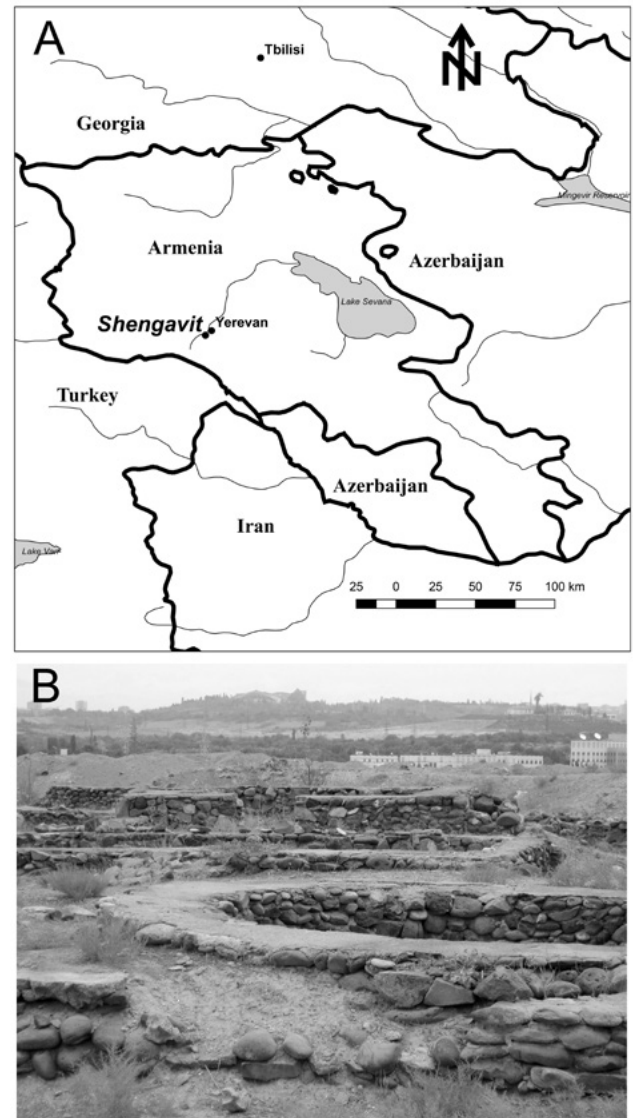 A
Tbilisi
N
Georgia
Mingevir Reservoir
Armenia
Azerbaijan
Lake Sevana
Shengavit
Yerevan
Turkey
Azerbaijan
Iran
Lake Van
25 0 25 50 75 100 km
B